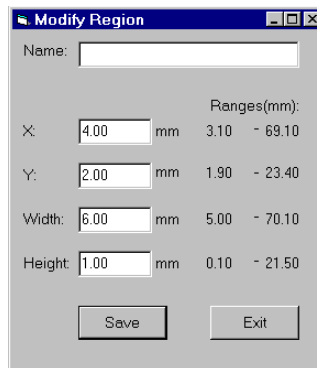 Modify Region
Name:
Ranges(mm):
X: 4.00 mm 3.10 - 69.10
Y: 2.00 mm 1.90 - 23.40
Width: 6.00 mm 5.00 - 70.10
Height: 1.00 mm 0.10 - 21.50
Save Exit